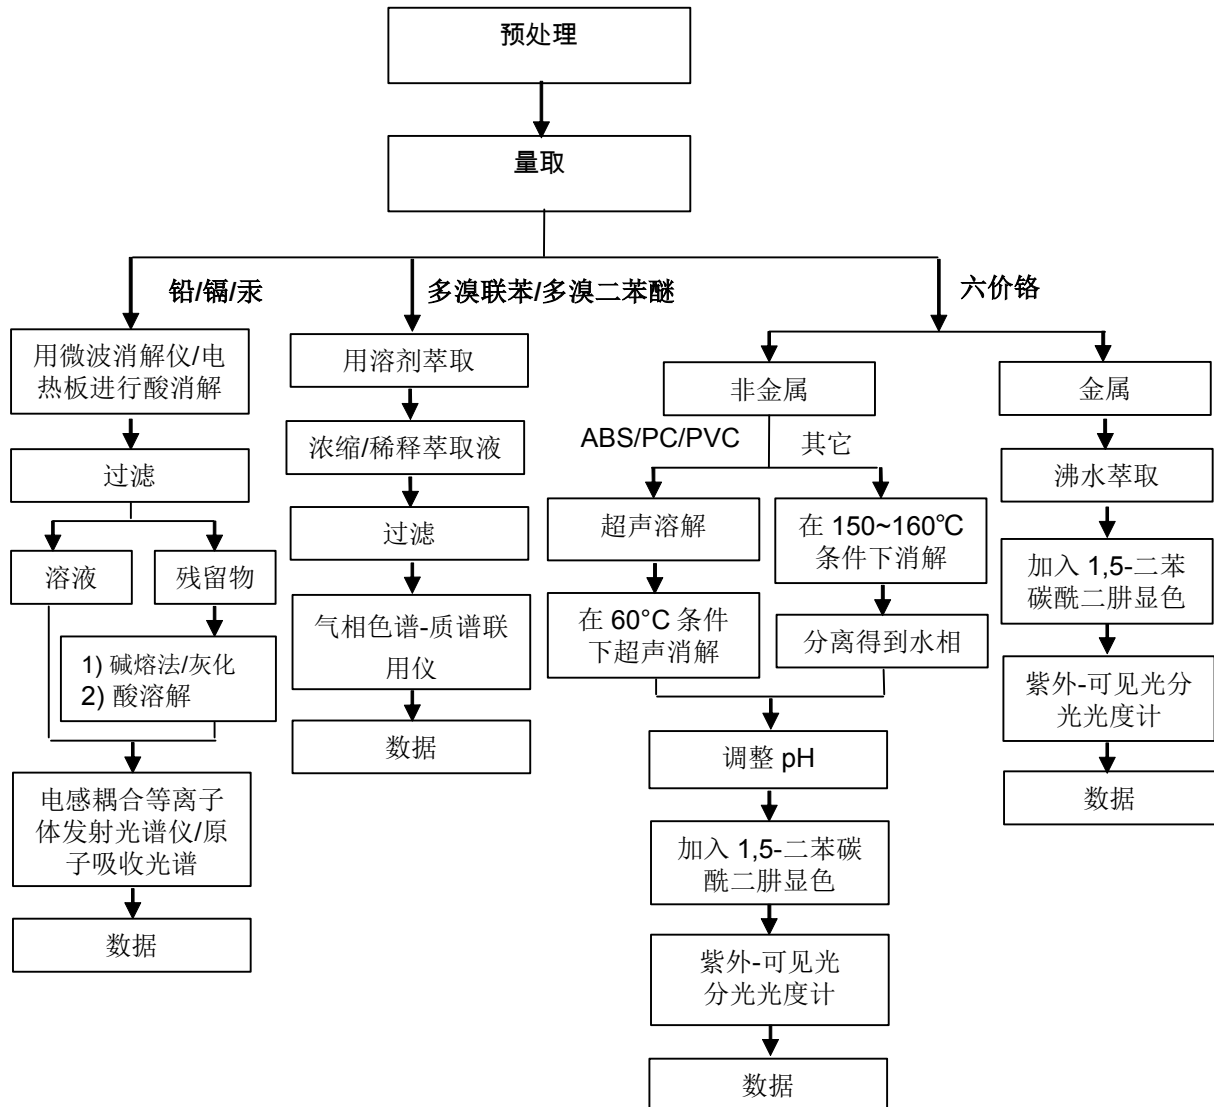 预处理
量取
铅/镉/汞
多溴联苯/多溴二苯醚
六价铬
用微波消解仪/电
热板进行酸消解
过滤
溶液
残留物
1) 碱熔法/灰化
2) 酸溶解
电感耦合等离子
体发射光谱仪/原
子吸收光谱
数据
用溶剂萃取
浓缩/稀释萃取液
过滤
气相色谱-质谱联
用仪
数据
非金属
ABS/PC/PVC
其它
超声溶解
在 60°C 条件
下超声消解
在 150~160℃
条件下消解
分离得到水相
调整 pH
加入 1,5-二苯碳
酰二肼显色
紫外-可见光
分光光度计
数据
金属
沸水萃取
加入 1,5-二苯
碳酰二肼显色
紫外-可见光分
光光度计
数据